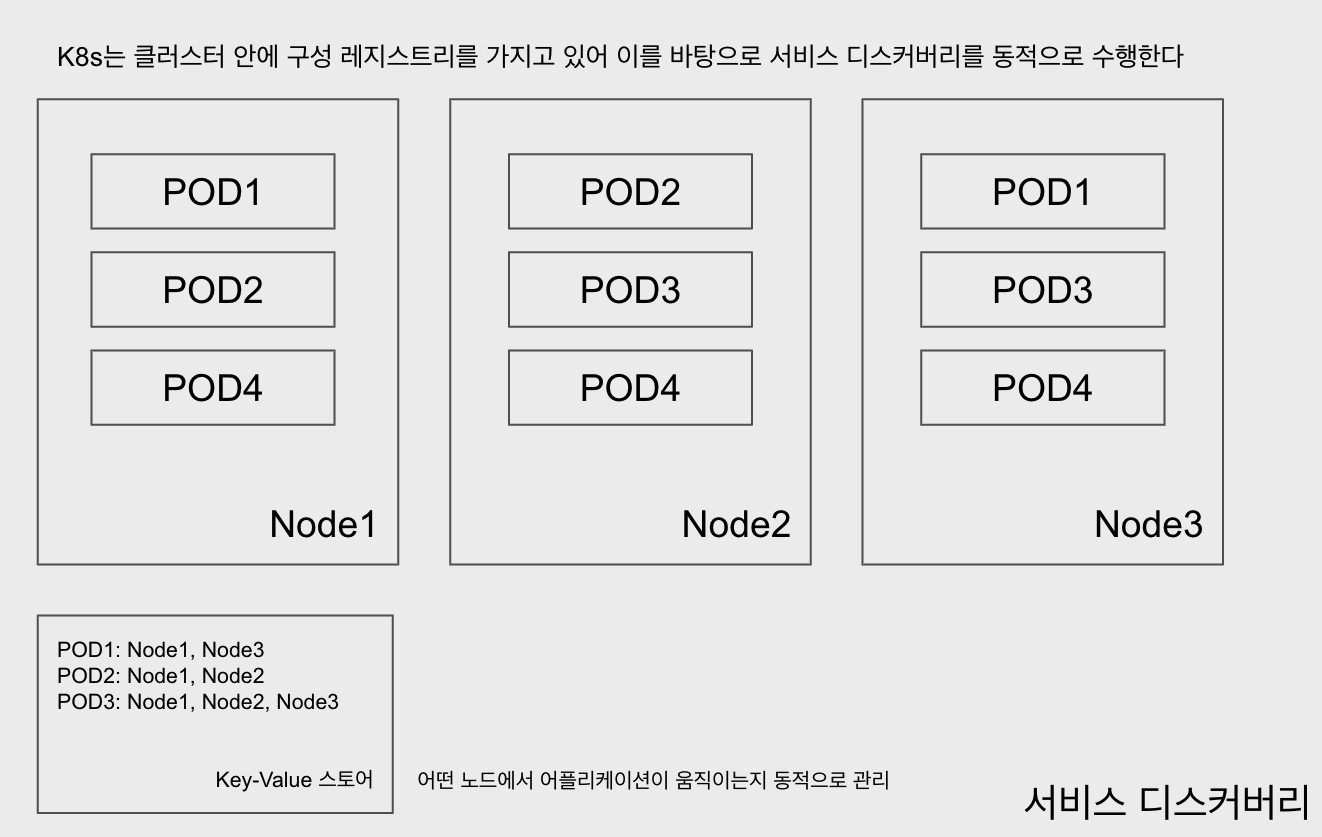 K8s는 클러스터 안에 구성 레지스트리를 가지고 있어 이를 바탕으로 서비스 디스커버리를 동적으로 수행한다
POD1
POD2
POD4
Node1
POD2
POD3
POD4
Node2
POD1
POD3
POD4
Node3
POD1: Node1, Node3
POD2: Node1, Node2
POD3: Node1, Node2, Node3
Key-Value 스토어
어떤 노드에서 어플리케이션이 움직이는지 동적으로 관리
서비스 디스커버리